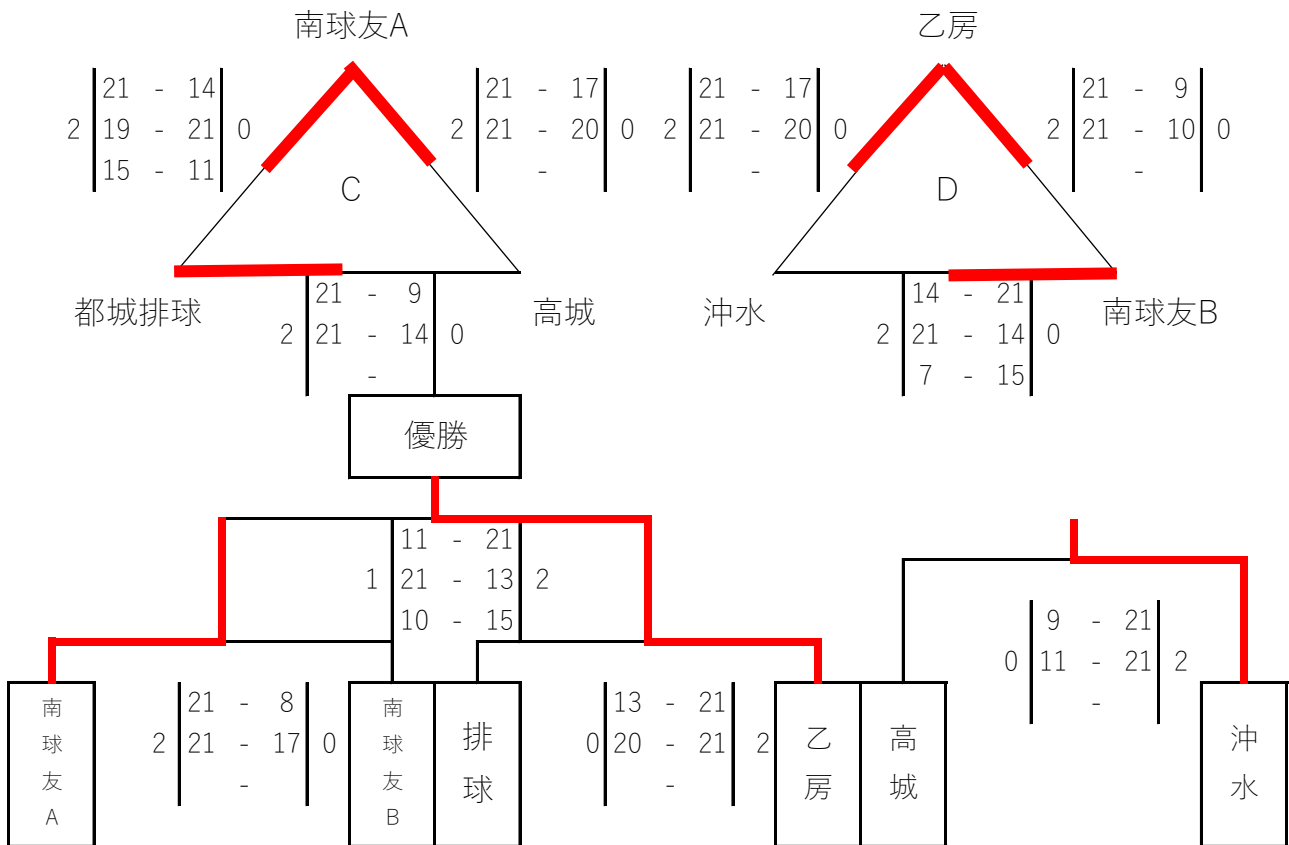 南球友A 乙房
21 - 14 21 - 17 21 - 17 21 - 9
2 19 - 21 0 2 21 - 20 0 2 21 - 20 0 2 21 - 10 0
15 - 11 - - -
C D
都城排球 高城 沖水 南球友B
21 - 9 14 - 21
2 21 - 14 0 2 21 - 14 0
- 7 - 15
優勝
11 - 21
1 21 - 13 2
10 - 15
9 - 21
0 11 - 21 2
-
21 - 8 13 - 21
2 21 - 17 0 0 20 - 21 2
- -
南球友A
南球友B
排球
乙房
高城
沖水